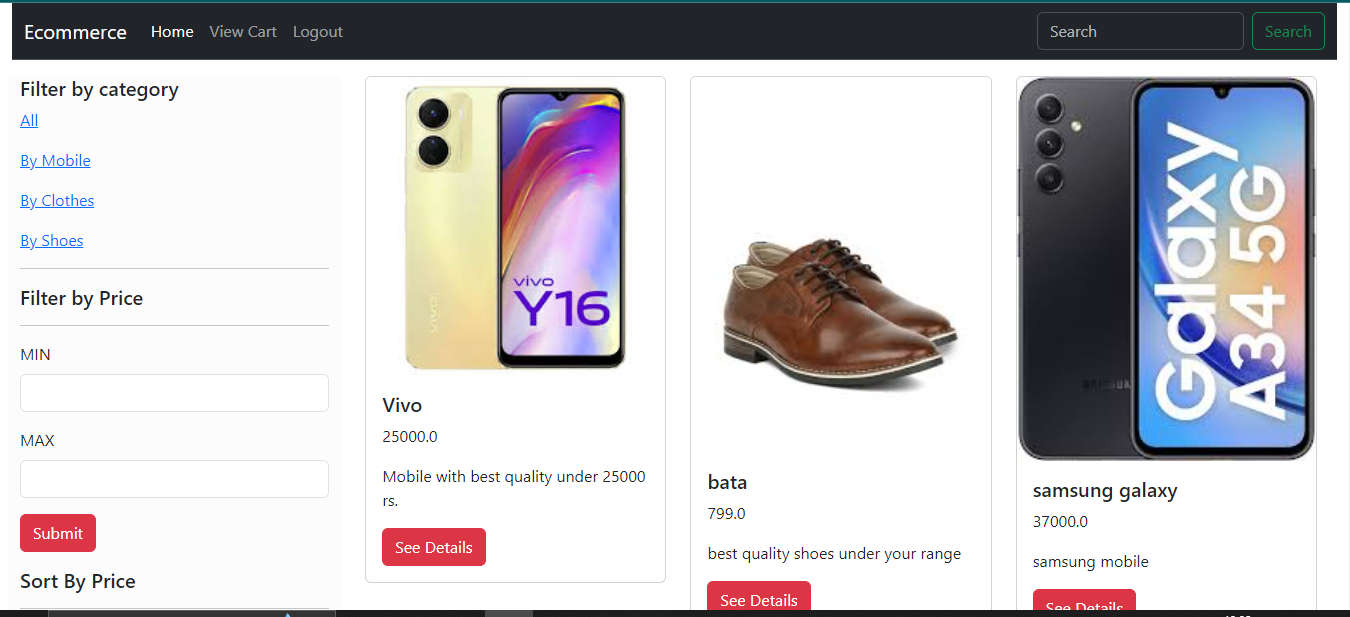 Ecommerce Home View Cart Logout Search Search
Filter by category
All
By Mobile
By Clothes
By Shoes
Filter by Price
MIN
MAX
Submit
Sort By Price
vivo
Y16
vivo
Vivo
25000.0
Mobile with best quality under 25000
rs.
See Details
bata
799.0
best quality shoes under your range
See Details
Galaxy
A34 5G
SAMSUNG
samsung galaxy
37000.0
samsung mobile
See Details